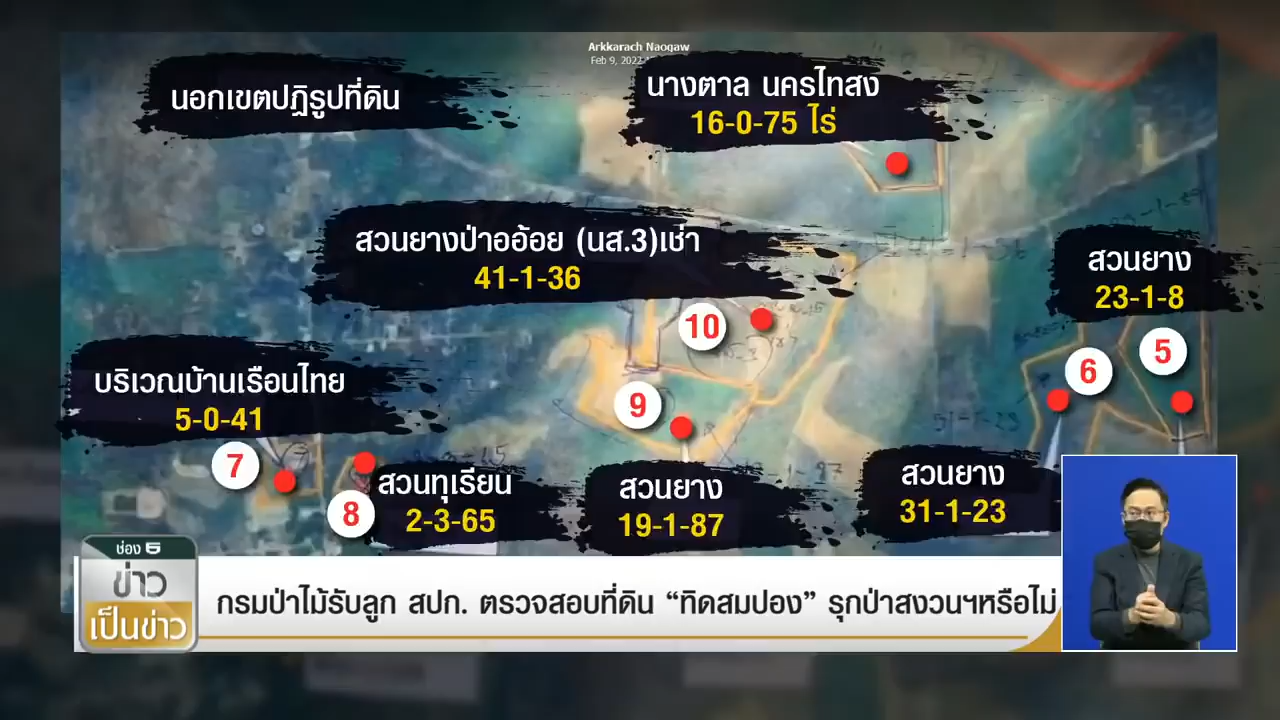 Arkkarach Naogaw
Feb 9, 2022
นอกเขตปฏิรูปที่ดิน
นางตาล นครไทสง
16-0-75 ไร่
สวนยางป่าออ้อย (นส.3)เช่า
41-1-36
สวนยาง
23-1-8
10
5
6
9
บริเวณบ้านเรือนไทย
5-0-41
7
8
สวนทุเรียน
2-3-65
สวนยาง
19-1-87
สวนยาง
31-1-23
ช่อง 5
ข่าว
เป็นข่าว
กรมป่าไม้รับลูก สปก. ตรวจสอบที่ดิน “ทิดสมปอง” รุกป่าสงวนฯหรือไม่